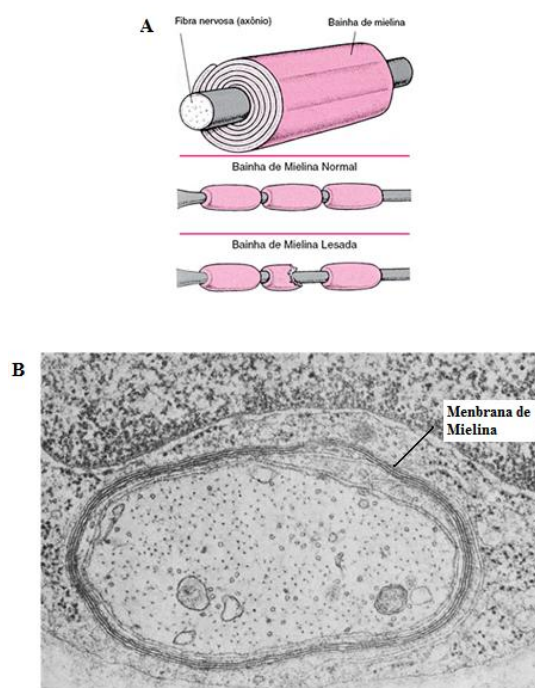 A
Fibra nervosa (axônio)
Bainha de mielina
Bainha de Mielina Normal
Bainha de Mielina Lesada
B
Menbrana de
Mielina